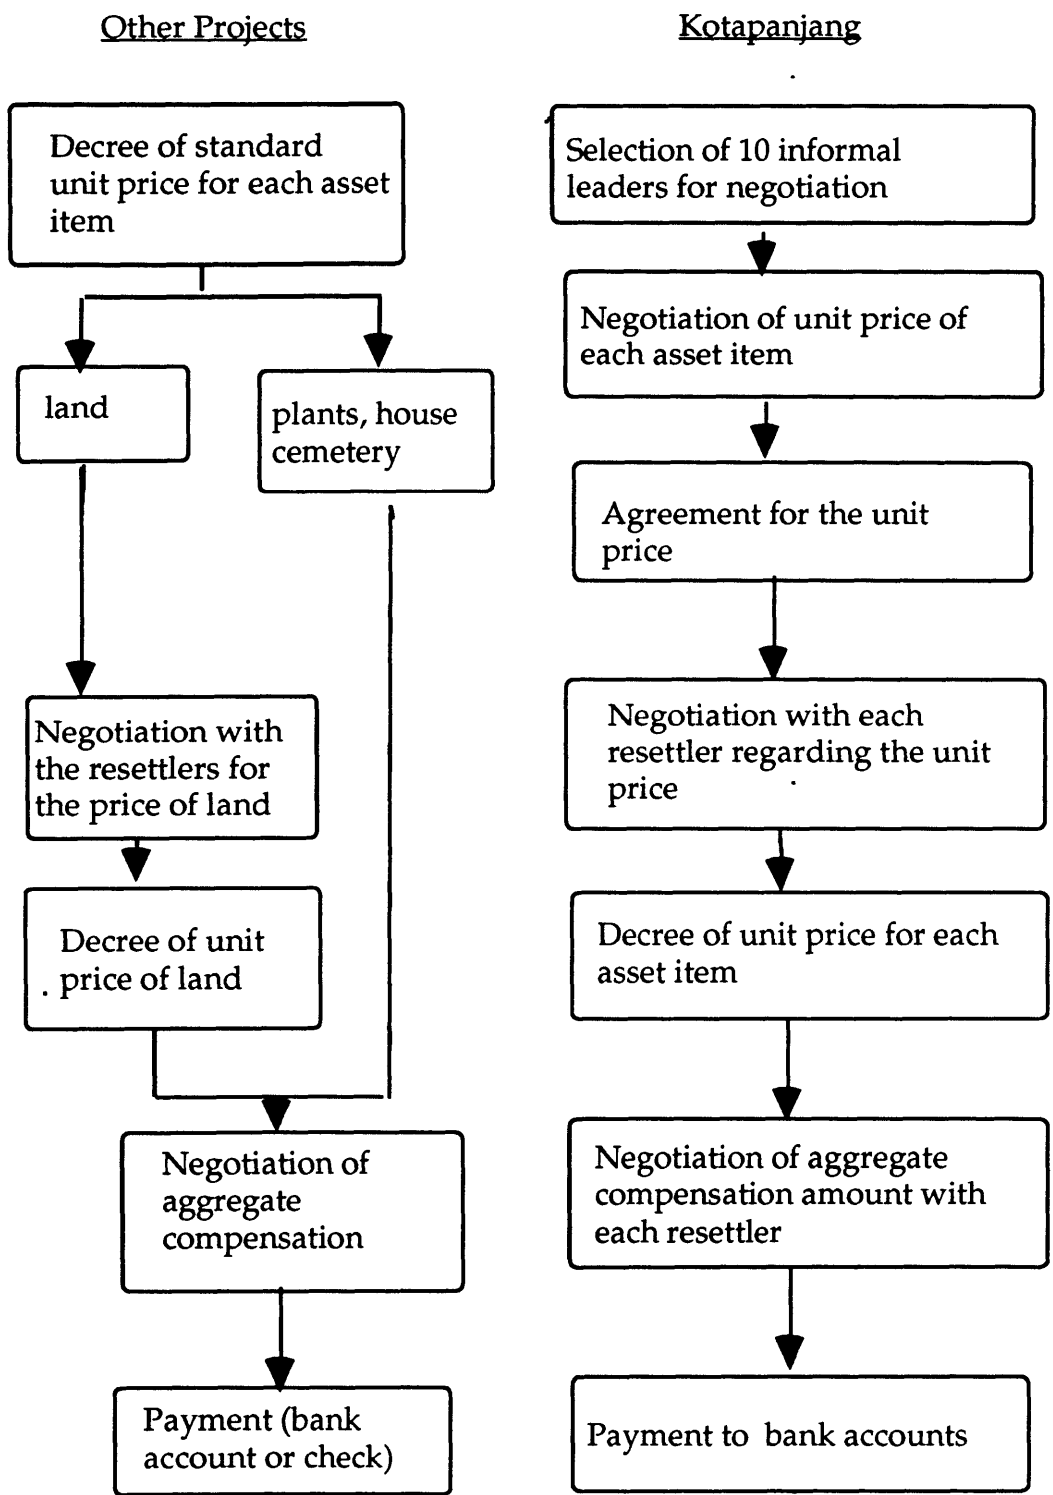 Other Projects
Decree of standard
unit price for each asset
item
land
plants, house
cemetery
Negotiation with
the resettlers for
the price of land
Decree of unit
price of land
Negotiation of
aggregate
compensation
Payment (bank
account or check)
Kotapanjang
Selection of 10 informal
leaders for negotiation
Negotiation of unit price of
each asset item
Agreement for the unit
price
Negotiation with each
resettler regarding the unit
price
Decree of unit price for each
asset item
Negotiation of aggregate
compensation amount with
each resettler
Payment to bank accounts